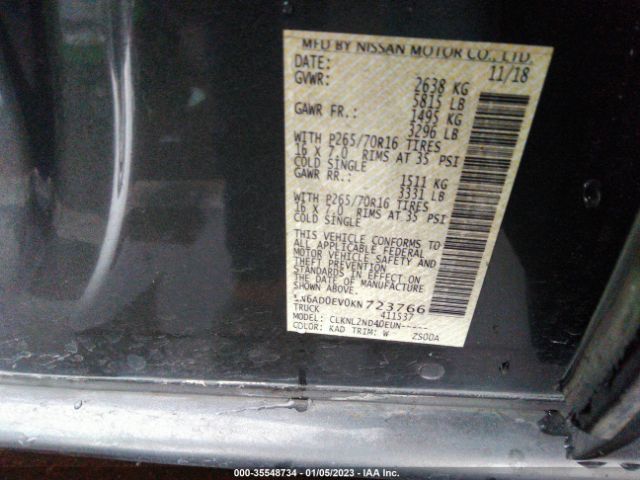 MFD BY NISSAN MOTOR CO., LTD.
DATE: 11/18
GVWR: 2638 KG
5815 LB
GAWR FR.: 1495 KG
3296 LB
WITH P265/70R16 TIRES
16 X 7.0 RIMS AT 35 PSI
COLD SINGLE
GAWR RR.: 1511 KG
3331 LB
WITH P265/70R16 TIRES
16 X 7.0 RIMS AT 35 PSI
COLD SINGLE
THIS VEHICLE CONFORMS TO
ALL APPLICABLE FEDERAL
MOTOR VEHICLE SAFETY AND
THEFT PREVENTION
STANDARDS IN EFFECT ON
THE DATE OF MANUFACTURE
SHOWN ABOVE.
1N6AD0EV0KN723766
TRUCK 411537
MODEL: CLKNL2ND40EUN-----
COLOR: KAD TRIM: W ZSODA
000-35548734 - 01/05/2023 - IAA Inc.